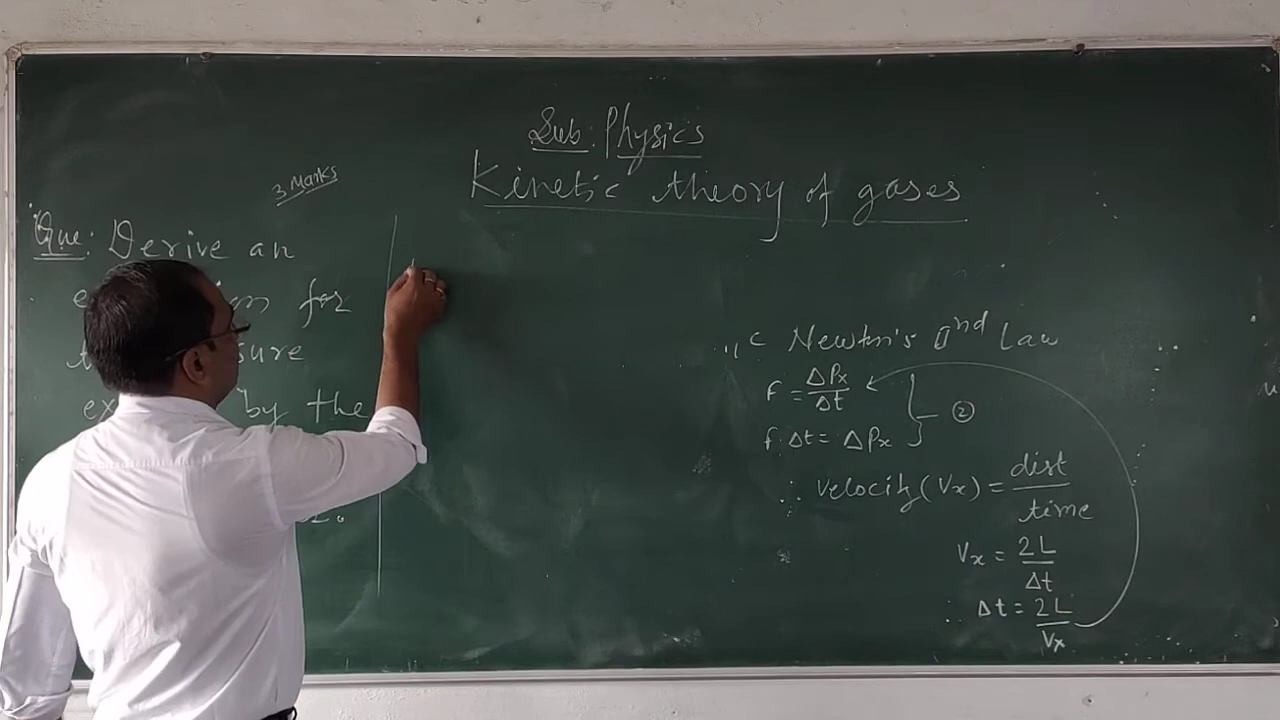 Sub: Physics
Kinetic theory of gases
3 Marks
Que: Derive an
for
sure
by the
" c Newton's IInd Law
F = ΔPx / Δt
F. Δt = ΔPx
②
∴ Velocity (Vx) = dist / time
Vx = 2L / Δt
∴ Δt = 2L / Vx